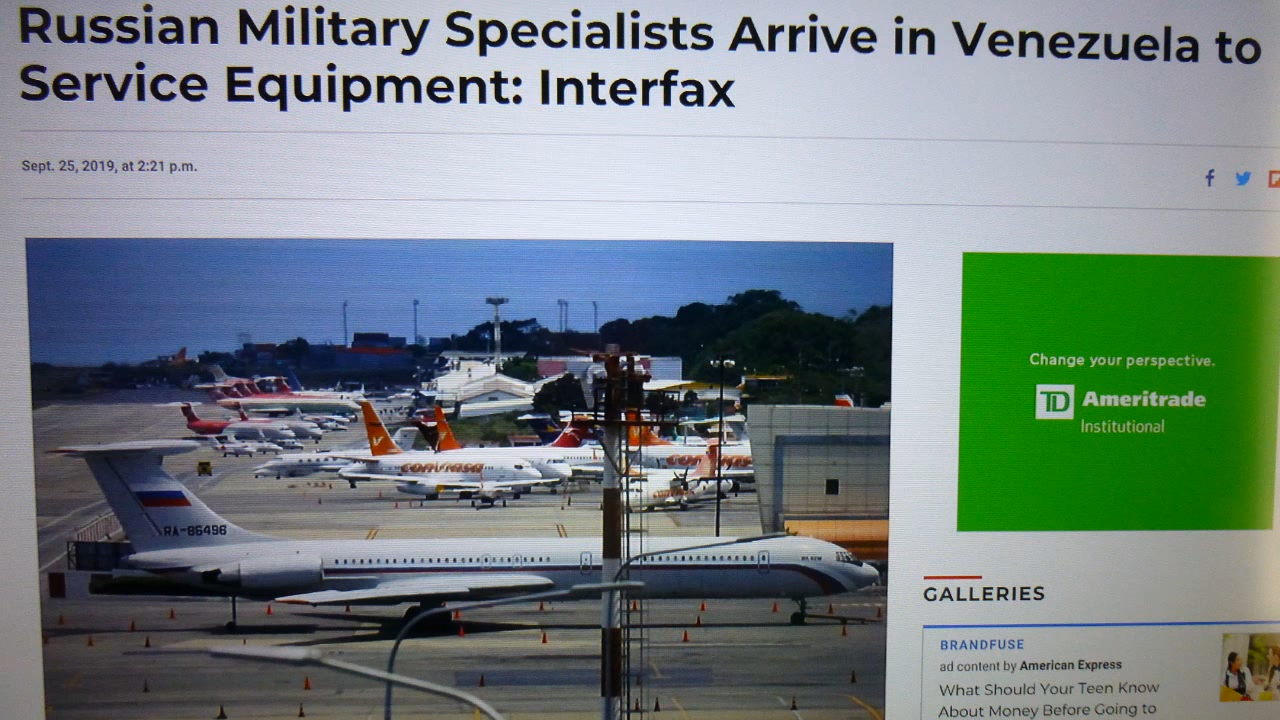 Russian Military Specialists Arrive in Venezuela to
Service Equipment: Interfax
Sept. 25, 2019, at 2:21 p.m.
conviasa
RA-86496
Change your perspective.
TD Ameritrade
Institutional
GALLERIES
BRANDFUSE
ad content by American Express
What Should Your Teen Know
About Money Before Going to